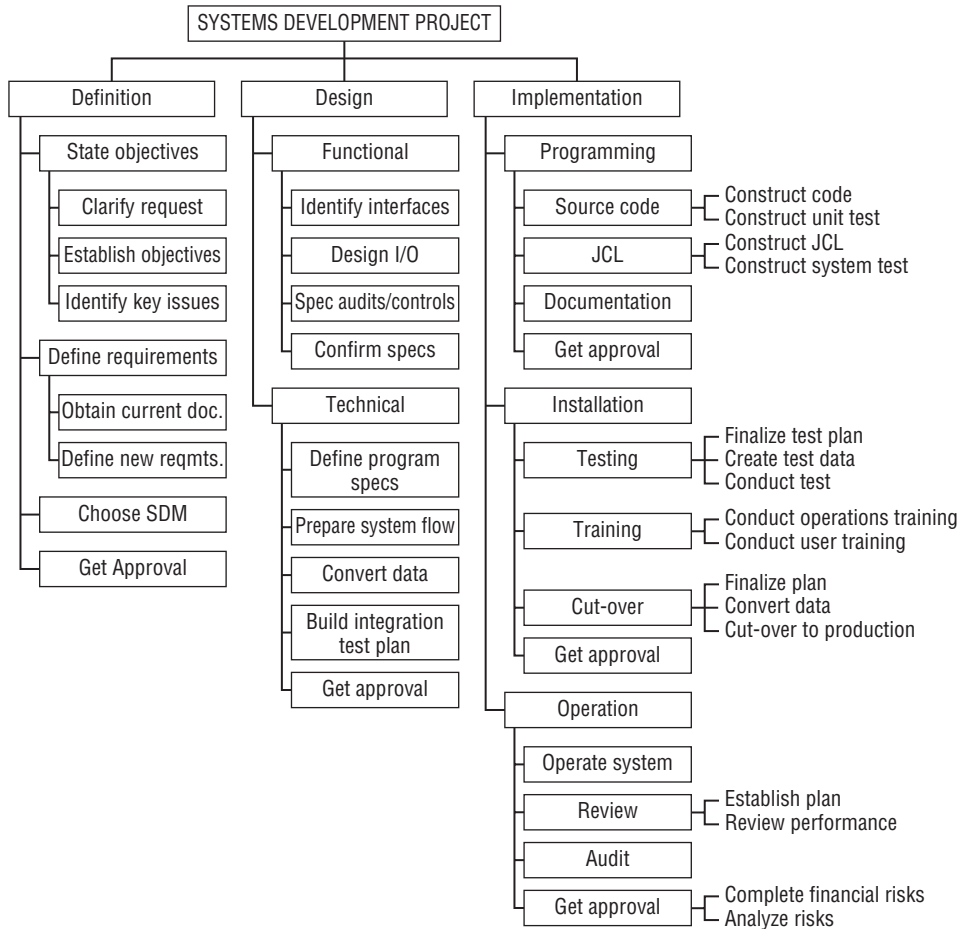 SYSTEMS DEVELOPMENT PROJECT
Definition
State objectives
Clarify request
Establish objectives
Identify key issues
Define requirements
Obtain current doc.
Define new reqmts.
Choose SDM
Get Approval
Design
Functional
Identify interfaces
Design I/O
Spec audits/controls
Confirm specs
Technical
Define program
specs
Prepare system flow
Convert data
Build integration
test plan
Get approval
Implementation
Programming
Source code
Construct code
Construct unit test
JCL
Construct JCL
Construct system test
Documentation
Get approval
Installation
Testing
Finalize test plan
Create test data
Conduct test
Training
Conduct operations training
Conduct user training
Cut-over
Finalize plan
Convert data
Cut-over to production
Get approval
Operation
Operate system
Review
Establish plan
Review performance
Audit
Get approval
Complete financial risks
Analyze risks